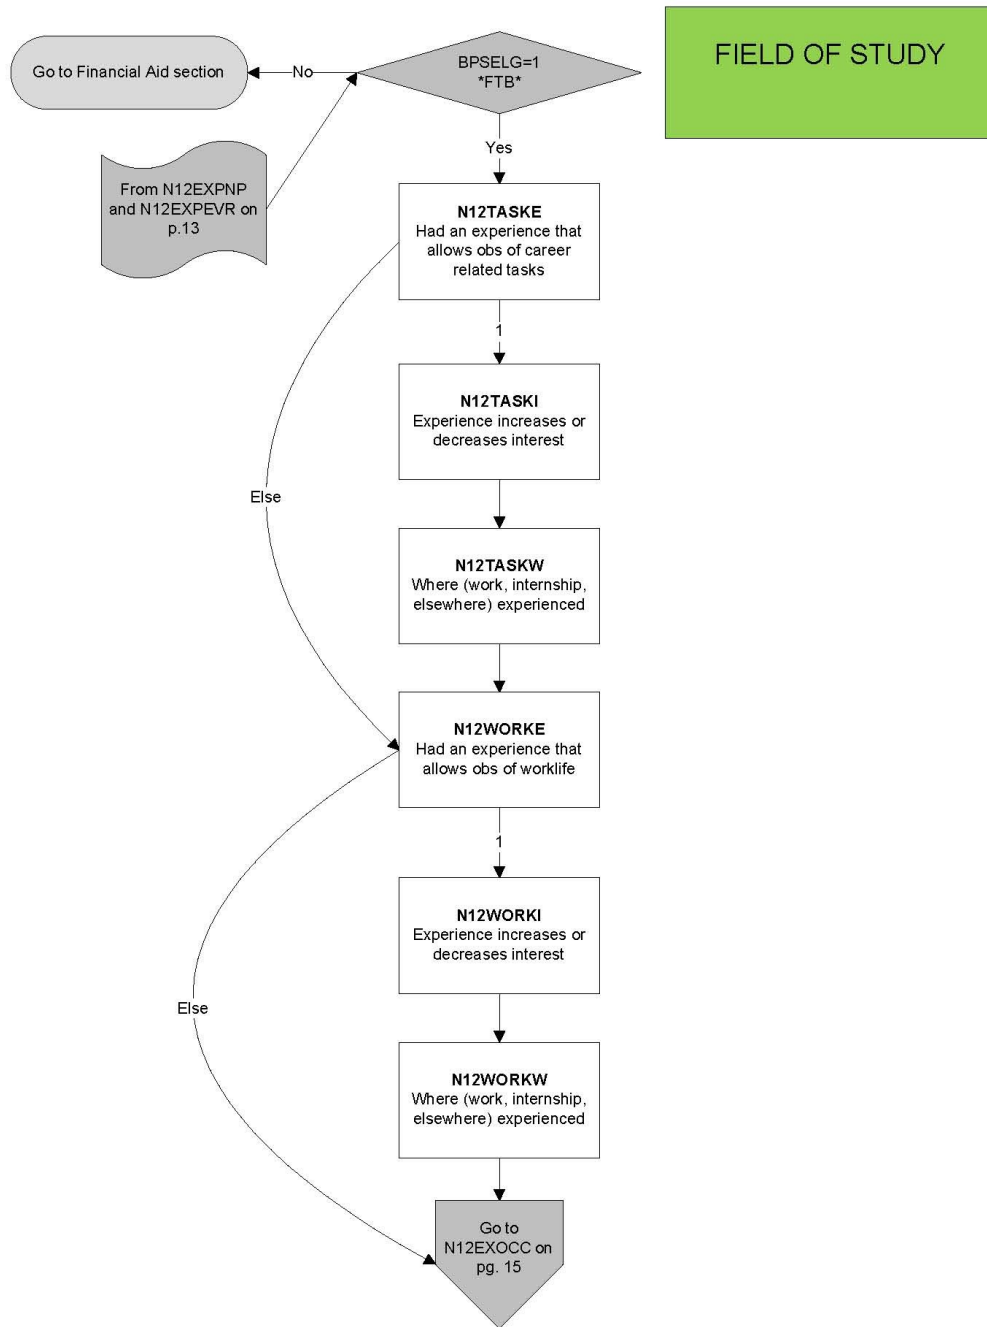 FIELD OF STUDY
BPSELG=1
*FTB*
No
Go to Financial Aid section
Yes
From N12EXPNP
and N12EXPEVR on
p.13
N12TASKE
Had an experience that
allows obs of career
related tasks
1
N12TASKI
Experience increases or
decreases interest
Else
N12TASKW
Where (work, internship,
elsewhere) experienced
N12WORKE
Had an experience that
allows obs of worklife
1
N12WORKI
Experience increases or
decreases interest
Else
N12WORKW
Where (work, internship,
elsewhere) experienced
Go to
N12EXOCC on
pg. 15